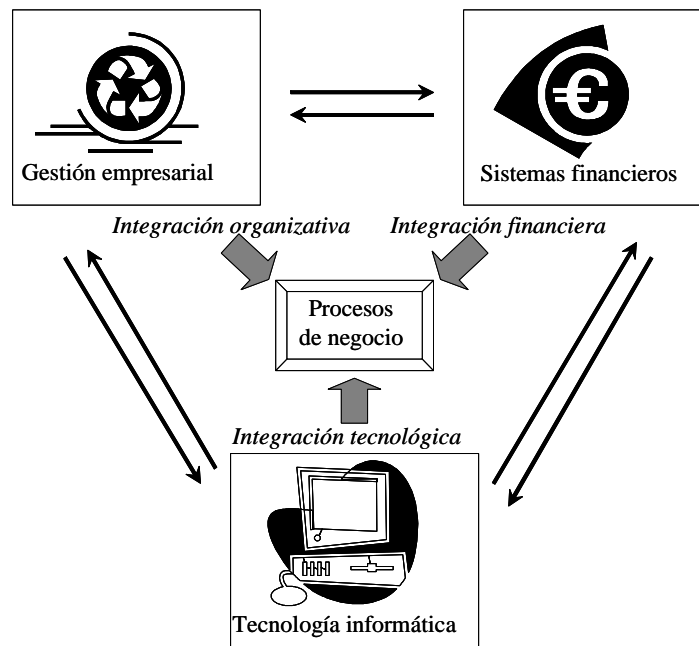 Gestión empresarial
Sistemas financieros
Integración organizativa
Integración financiera
Procesos
de negocio
Integración tecnológica
Tecnología informática